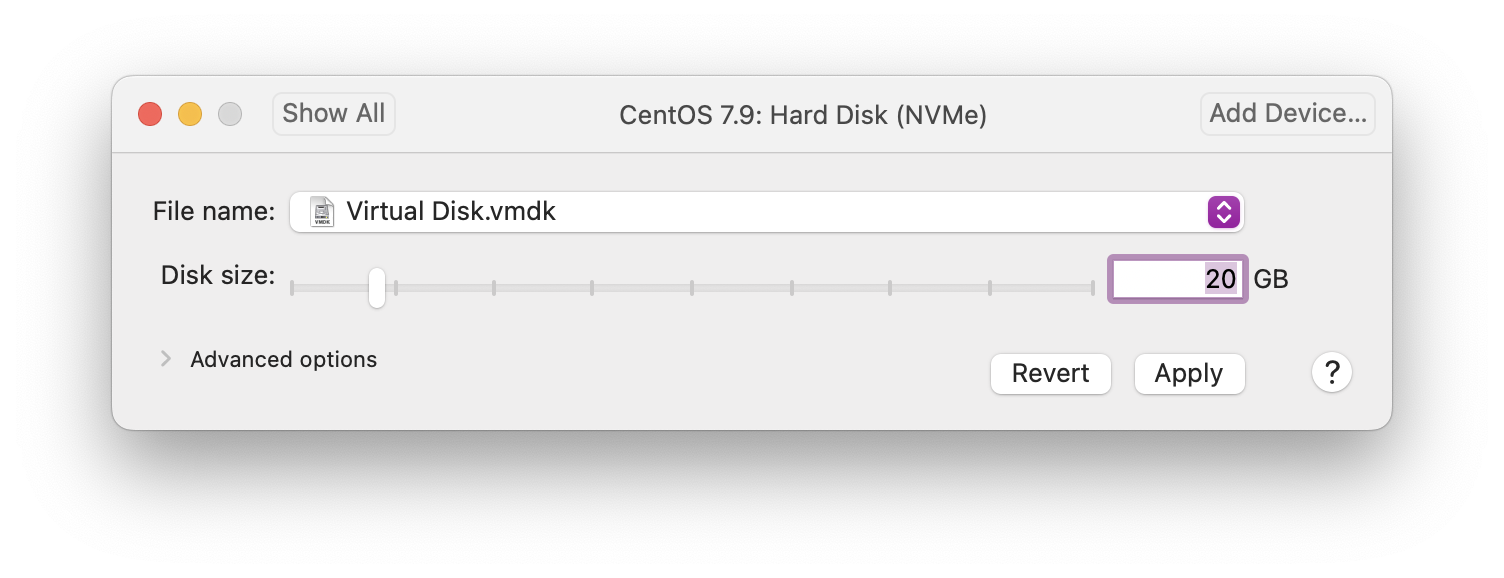 Show All CentOS 7.9: Hard Disk (NVMe) Add Device...
File name: VMDK Virtual Disk.vmdk
Disk size: 20 GB
Advanced options
Revert Apply ?